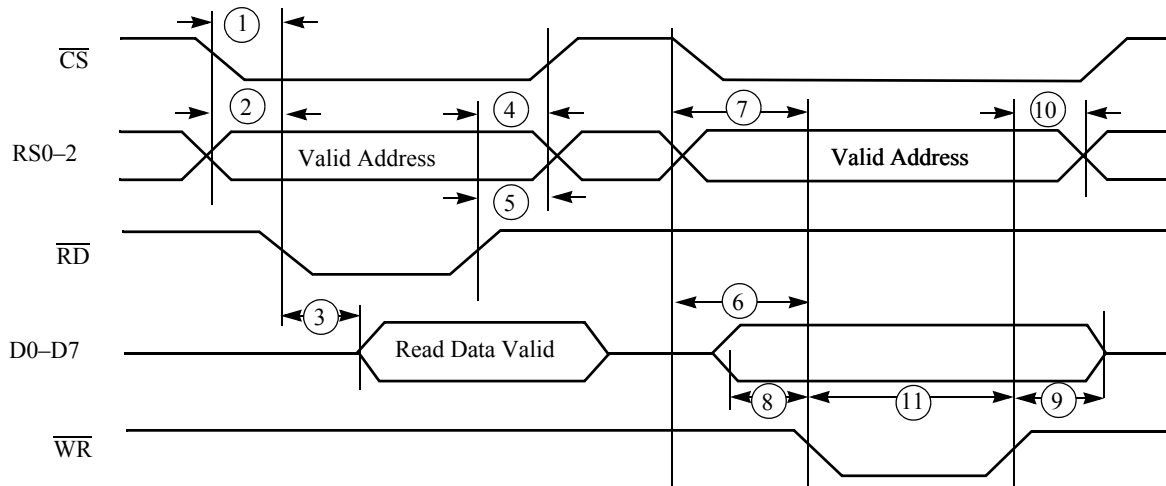 1
CS
2
4
7
10
RS0–2
Valid Address
Valid Address
5
RD
6
3
D0–D7
Read Data Valid
8
11
9
WR